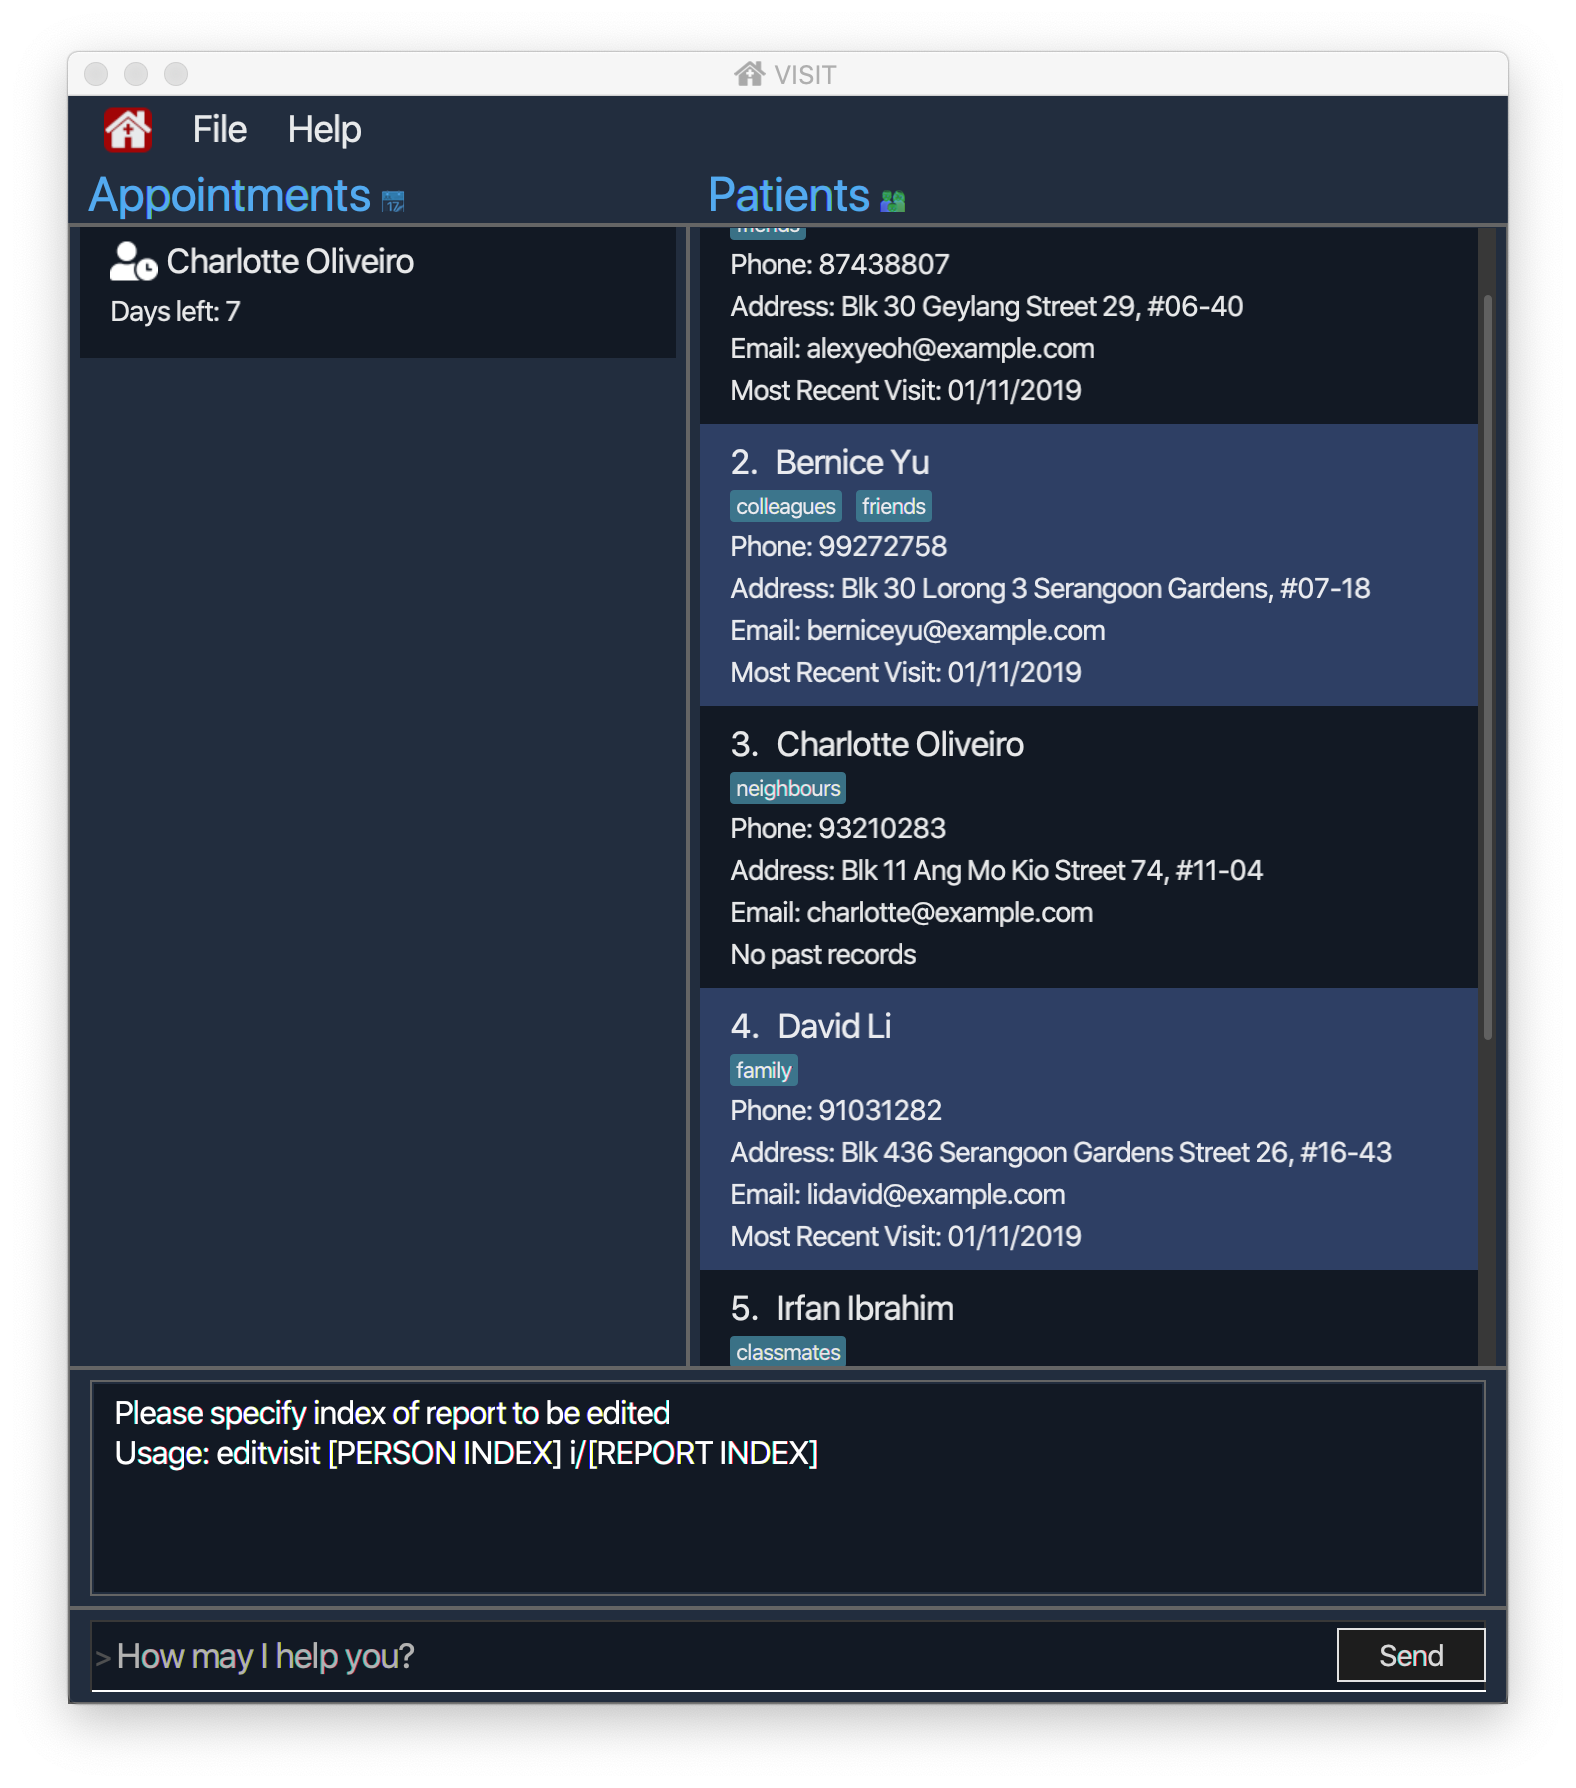 VISIT
File Help
Appointments
Patients
Charlotte Oliveiro
Days left: 7
friends
Phone: 87438807
Address: Blk 30 Geylang Street 29, #06-40
Email: alexyeoh@example.com
Most Recent Visit: 01/11/2019
2. Bernice Yu
colleagues friends
Phone: 99272758
Address: Blk 30 Lorong 3 Serangoon Gardens, #07-18
Email: berniceyu@example.com
Most Recent Visit: 01/11/2019
3. Charlotte Oliveiro
neighbours
Phone: 93210283
Address: Blk 11 Ang Mo Kio Street 74, #11-04
Email: charlotte@example.com
No past records
4. David Li
family
Phone: 91031282
Address: Blk 436 Serangoon Gardens Street 26, #16-43
Email: lidavid@example.com
Most Recent Visit: 01/11/2019
5. Irfan Ibrahim
classmates
Please specify index of report to be edited
Usage: editvisit [PERSON INDEX] i/[REPORT INDEX]
> How may I help you?
Send